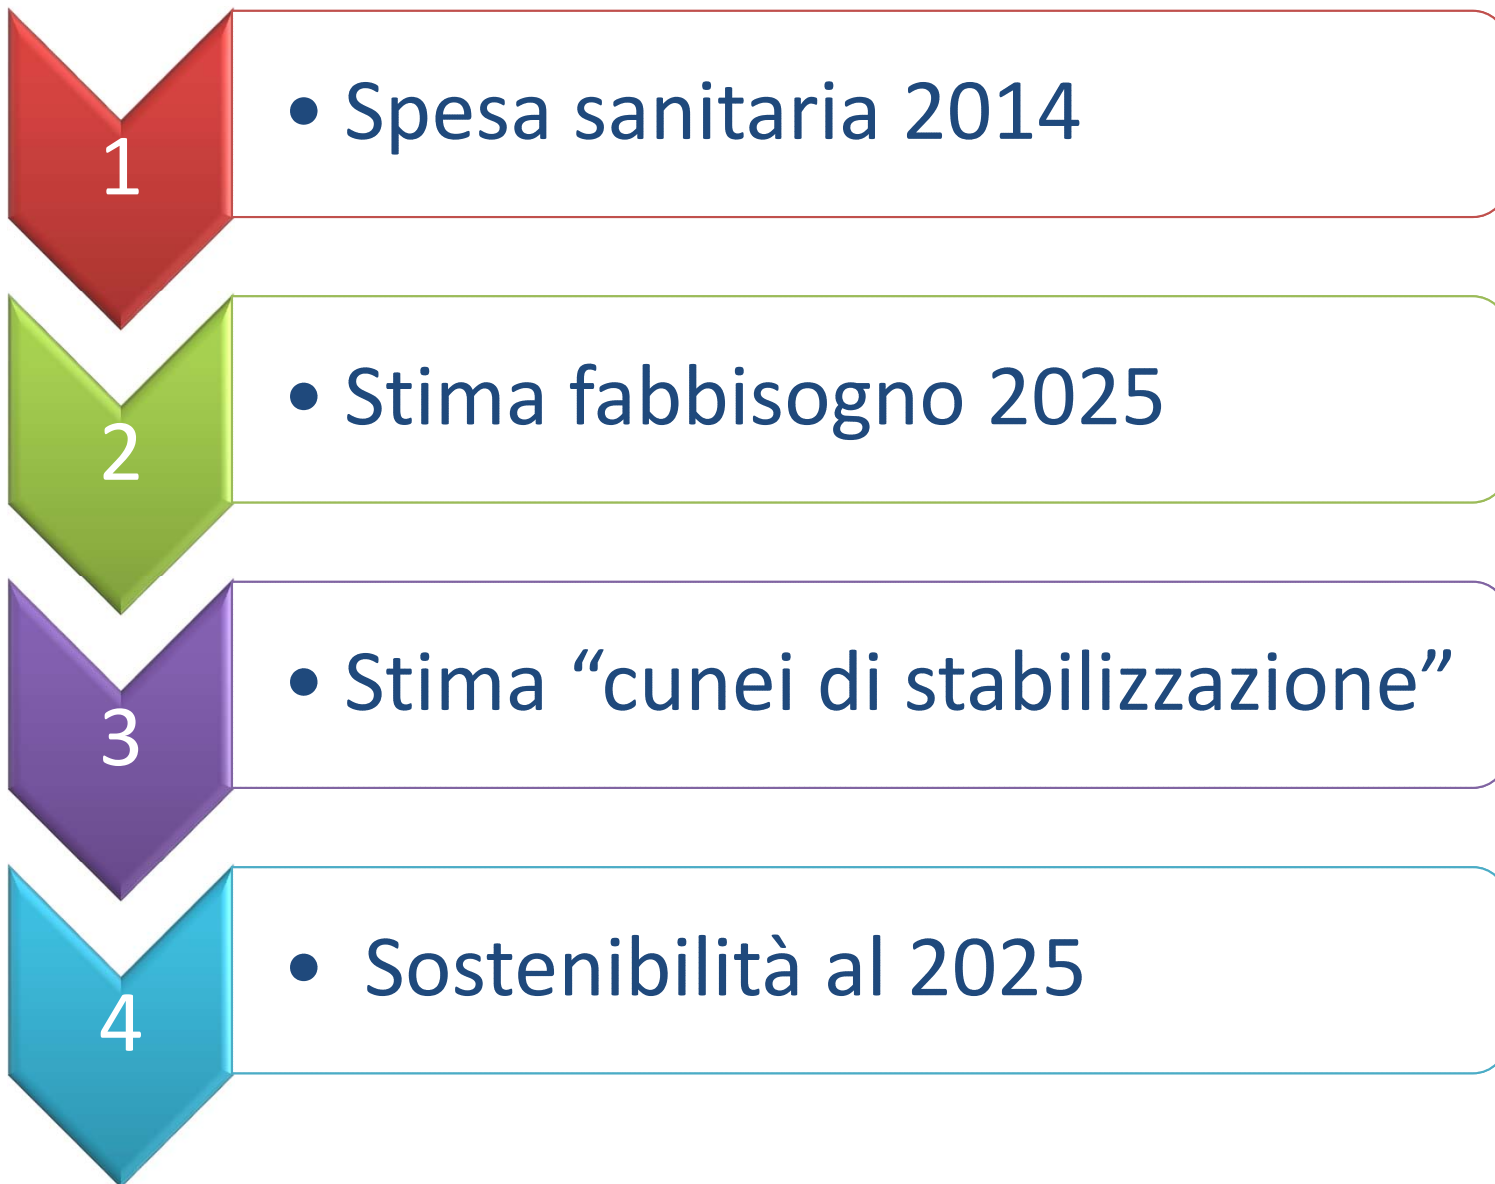 1
• Spesa sanitaria 2014
2
• Stima fabbisogno 2025
3
• Stima “cunei di stabilizzazione”
4
• Sostenibilità al 2025